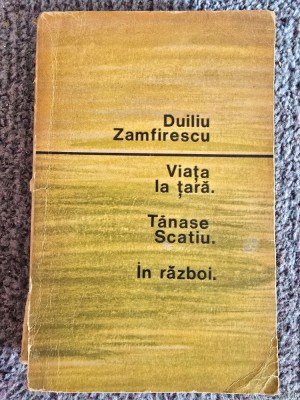 Duiliu
Zamfirescu
Viața
la țară.
Tănase
Scatiu.
În război.